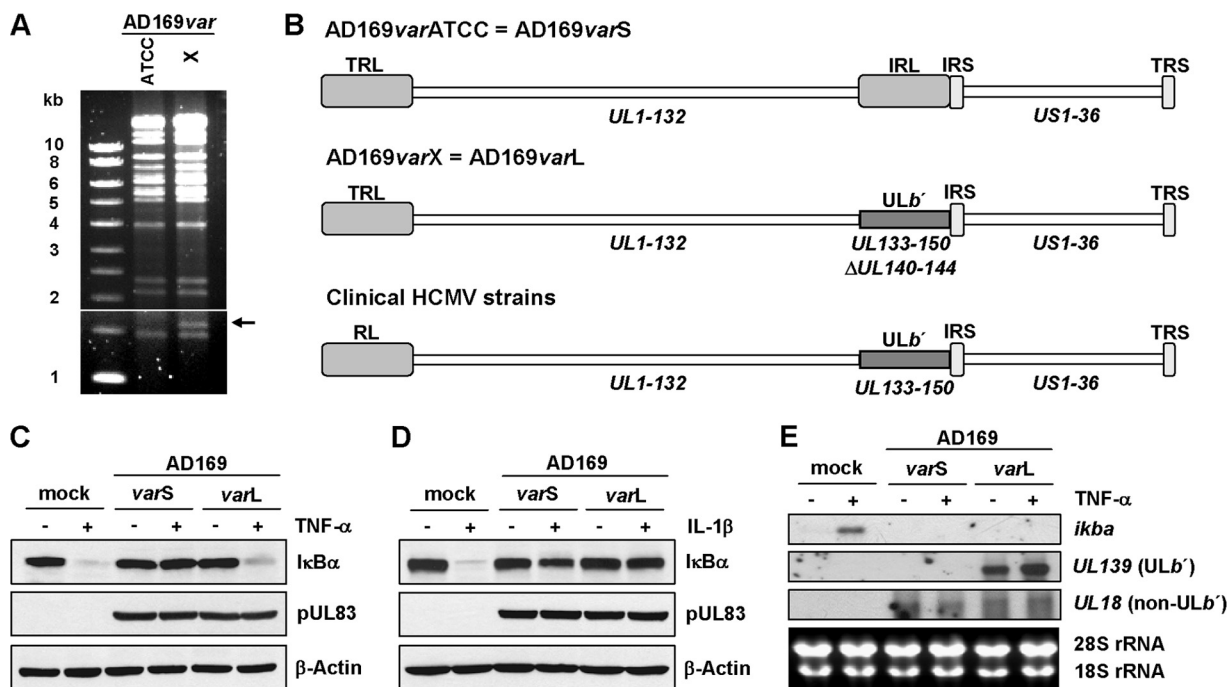 A
AD169var
ATCC
X
kb
10
8
6
5
4
3
2
1
B
AD169varATCC = AD169varS
TRL
IRL
IRS
TRS
UL1-132
US1-36
AD169varX = AD169varL
TRL
ULb´
IRS
TRS
UL1-132
UL133-150
US1-36
ΔUL140-144
Clinical HCMV strains
RL
ULb´
IRS
TRS
UL1-132
UL133-150
US1-36
C
AD169
mock
varS
varL
- + - + - + TNF-α
IκBα
pUL83
β-Actin
D
AD169
mock
varS
varL
- + - + - + IL-1β
IκBα
pUL83
β-Actin
E
AD169
mock
varS
varL
- + - + - + TNF-α
ikba
UL139 (ULb´)
UL18 (non-ULb´)
28S rRNA
18S rRNA